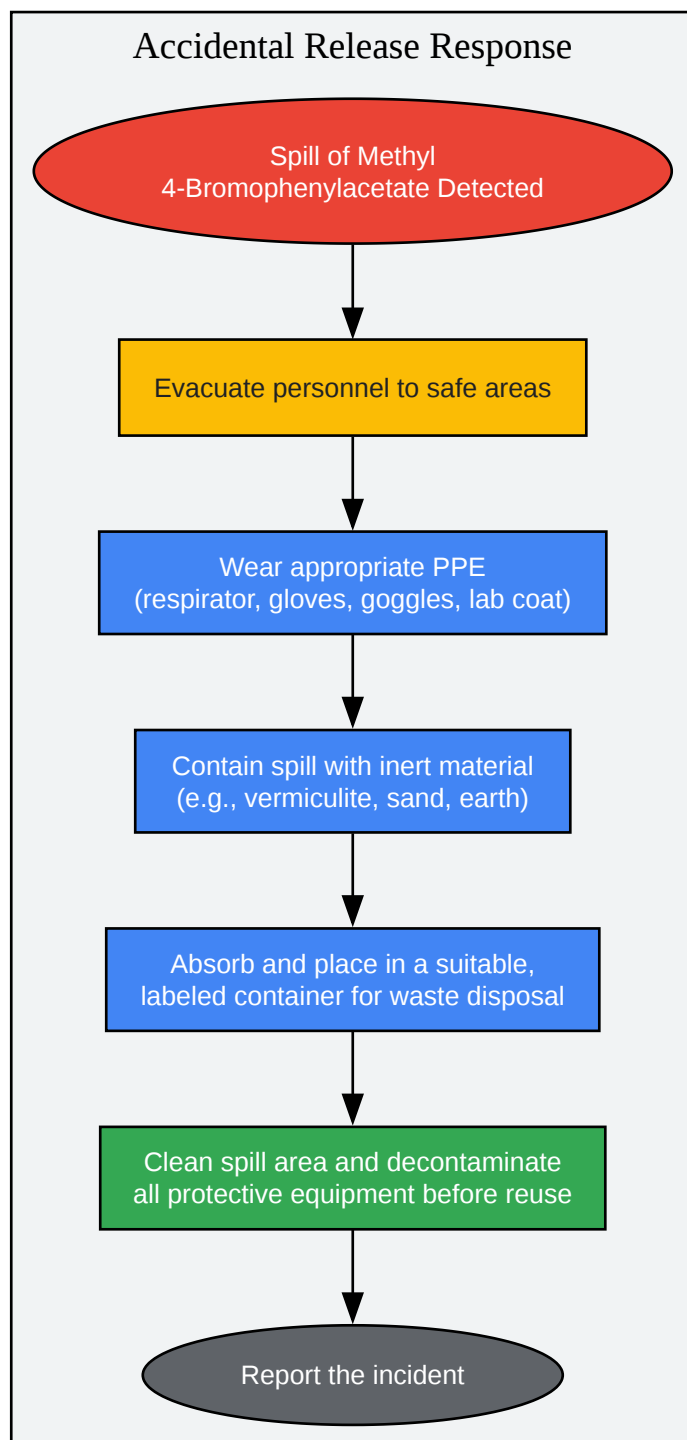 Accidental Release Response
Spill of Methyl
4-Bromophenylacetate Detected
Evacuate personnel to safe areas
Wear appropriate PPE
(respirator, gloves, goggles, lab coat)
Contain spill with inert material
(e.g., vermiculite, sand, earth)
Absorb and place in a suitable,
labeled container for waste disposal
Clean spill area and decontaminate
all protective equipment before reuse
Report the incident